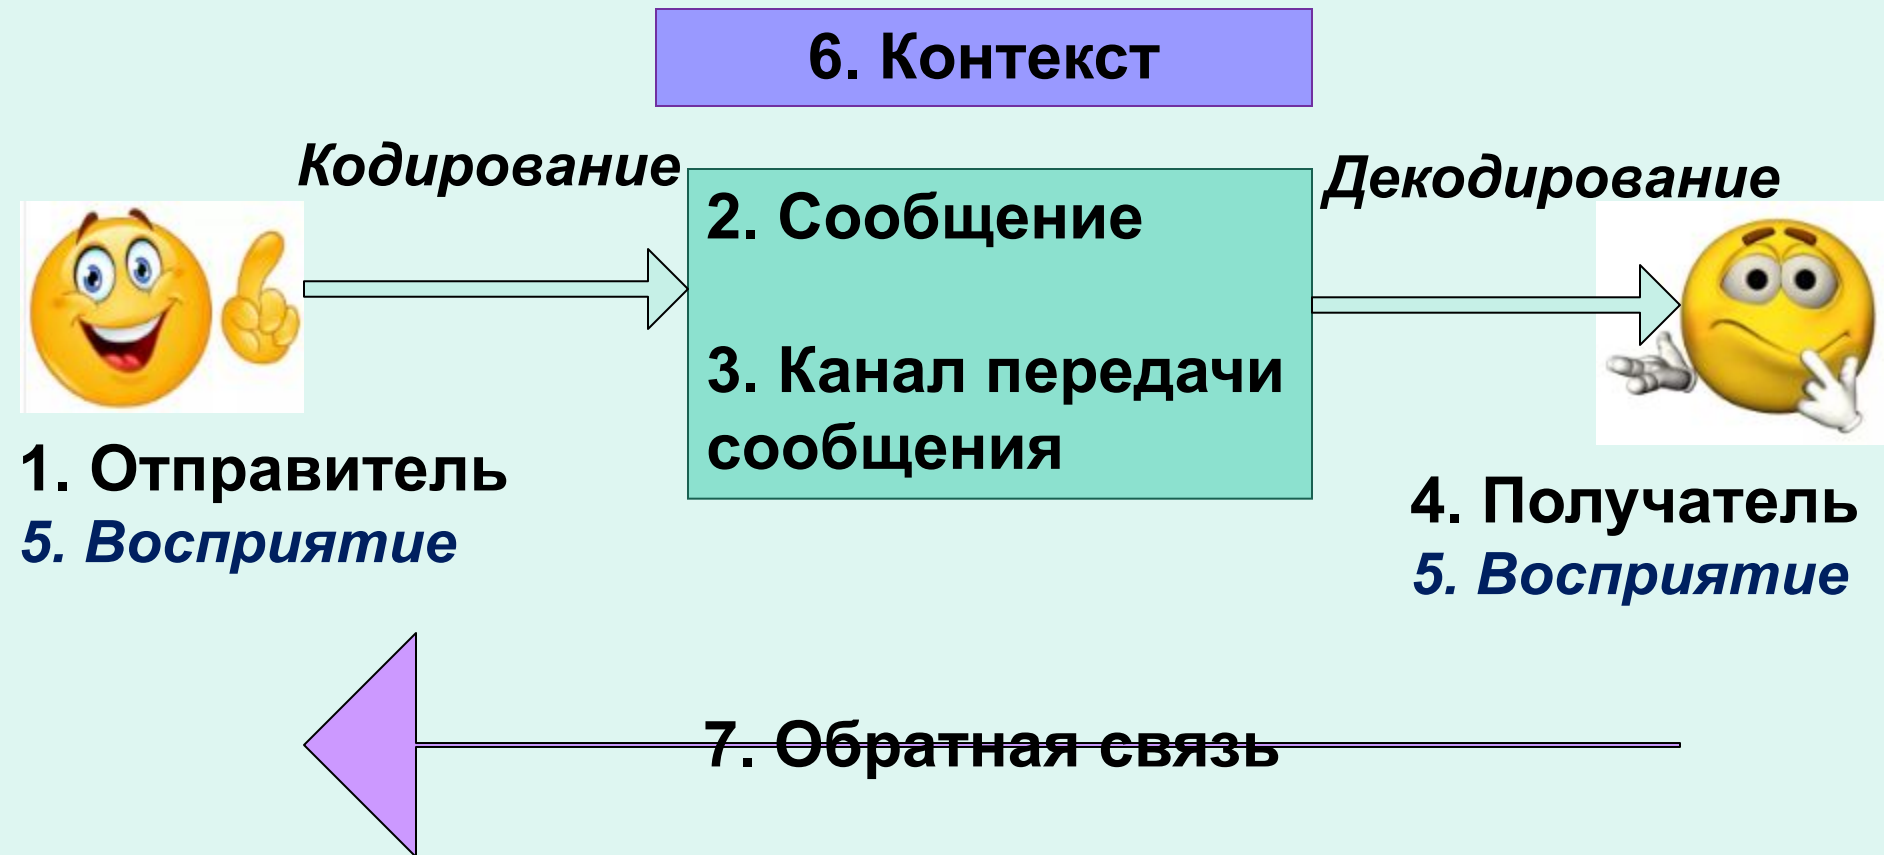 6. Контекст
Кодирование
Декодирование
2. Сообщение
3. Канал передачи
сообщения
1. Отправитель
5. Восприятие
4. Получатель
5. Восприятие
7. Обратная связь